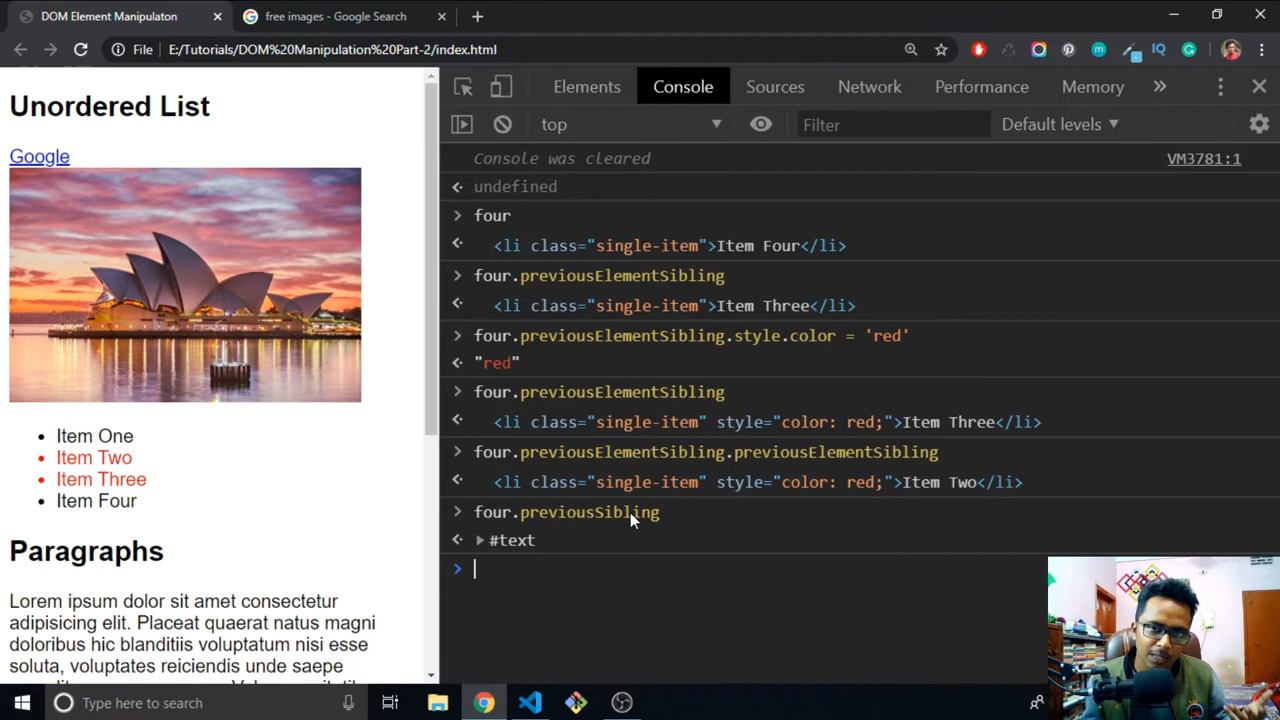 DOM Element Manipulaton
free images - Google Search
File
E:/Tutorials/DOM%20Manipulation%20Part-2/index.html
Unordered List
Google
Item One
Item Two
Item Three
Item Four
Paragraphs
Lorem ipsum dolor sit amet consectetur
adipisicing elit. Placeat quaerat natus magni
doloribus hic blanditiis voluptatum nisi esse
soluta, voluptates reiciendis unde saepe
Elements Console Sources Network Performance Memory
top Filter Default levels
Console was cleared VM3781:1
undefined
four
<li class="single-item">Item Four</li>
four.previousElementSibling
<li class="single-item">Item Three</li>
four.previousElementSibling.style.color = 'red'
"red"
four.previousElementSibling
<li class="single-item" style="color: red;">Item Three</li>
four.previousElementSibling.previousElementSibling
<li class="single-item" style="color: red;">Item Two</li>
four.previousSibling
#text
Type here to search